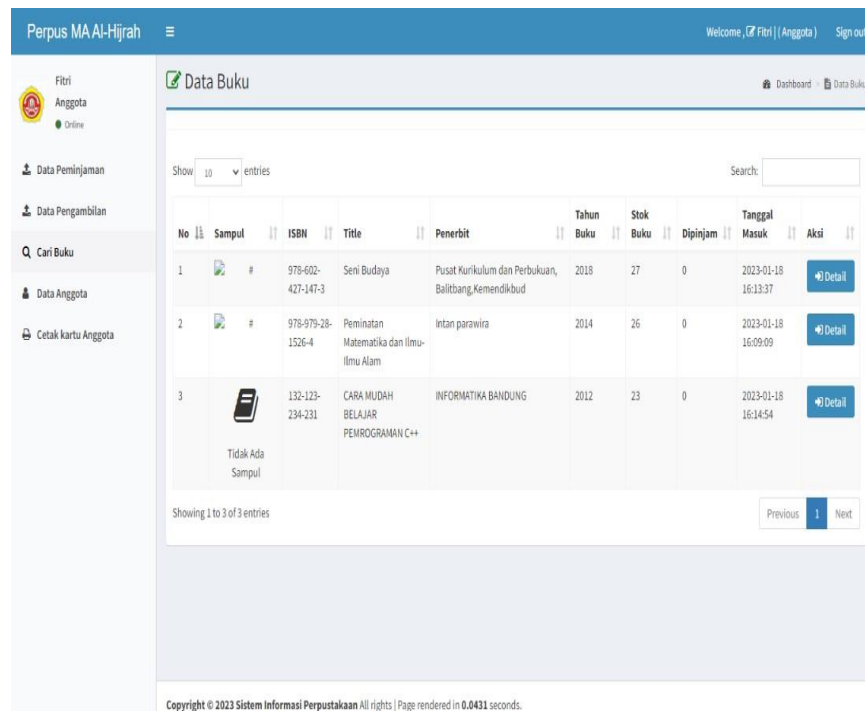 Perpus MA Al-Hijrah
Welcome , Fitri | ( Anggota ) Sign out
Fitri
Anggota
Online
Data Peminjaman
Data Pengambilan
Cari Buku
Data Anggota
Cetak kartu Anggota
Data Buku
Dashboard > Data Buku
Show 10 entries
Search:
No Sampul ISBN Title Penerbit Tahun Buku Stok Buku Dipinjam Tanggal Masuk Aksi
1 # 978-602-427-147-3 Seni Budaya Pusat Kurikulum dan Perbukuan, Balitbang,Kemendikbud 2018 27 0 2023-01-18 16:13:37 Detail
2 # 978-979-28-1526-4 Peminatan Matematika dan Ilmu-Ilmu Alam Intan parawira 2014 26 0 2023-01-18 16:09:09 Detail
3 Tidak Ada Sampul 132-123-234-231 CARA MUDAH BELAJAR PEMROGRAMAN C++ INFORMATIKA BANDUNG 2012 23 0 2023-01-18 16:14:54 Detail
Showing 1 to 3 of 3 entries
Previous 1 Next
Copyright © 2023 Sistem Informasi Perpustakaan All rights | Page rendered in 0.0431 seconds.